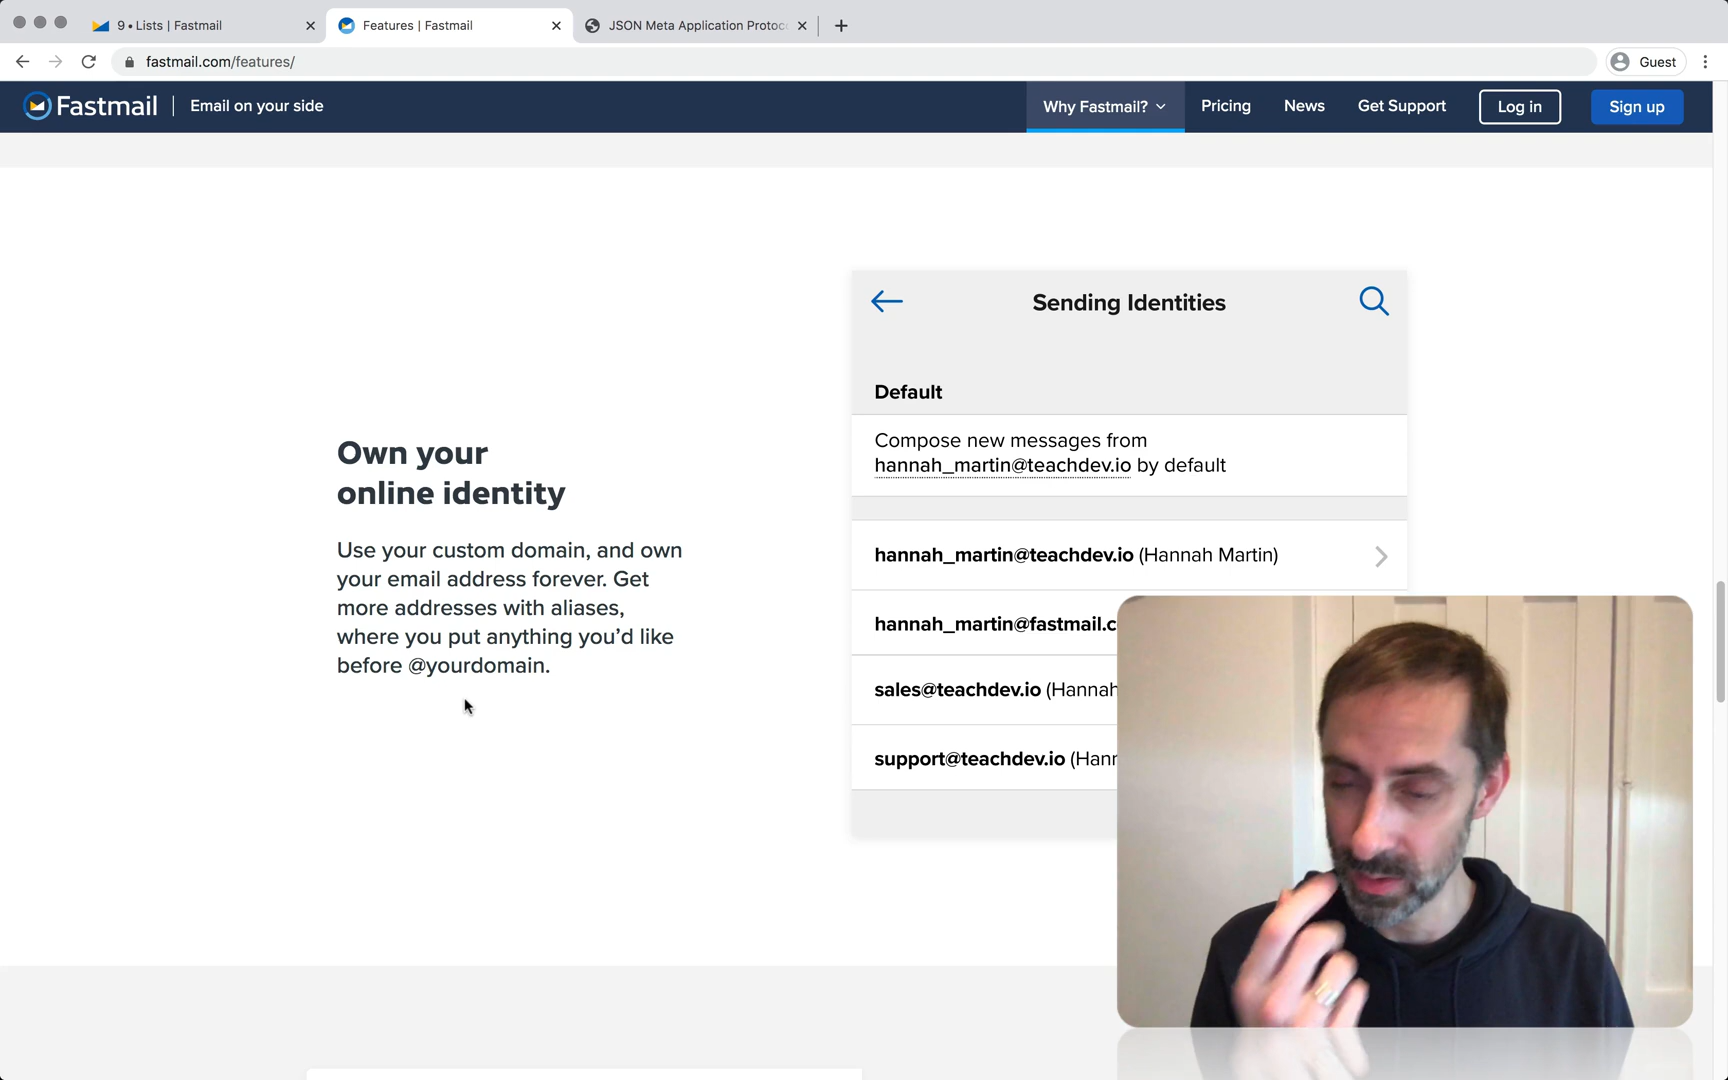 9 • Lists | Fastmail
Features | Fastmail
JSON Meta Application Protoc
fastmail.com/features/
Guest
Fastmail
Email on your side
Why Fastmail?
Pricing
News
Get Support
Log in
Sign up
Own your
online identity
Use your custom domain, and own
your email address forever. Get
more addresses with aliases,
where you put anything you’d like
before @yourdomain.
Sending Identities
Default
Compose new messages from
hannah_martin@teachdev.io by default
hannah_martin@teachdev.io (Hannah Martin)
hannah_martin@fastmail.c
sales@teachdev.io (Hannah
support@teachdev.io (Hann